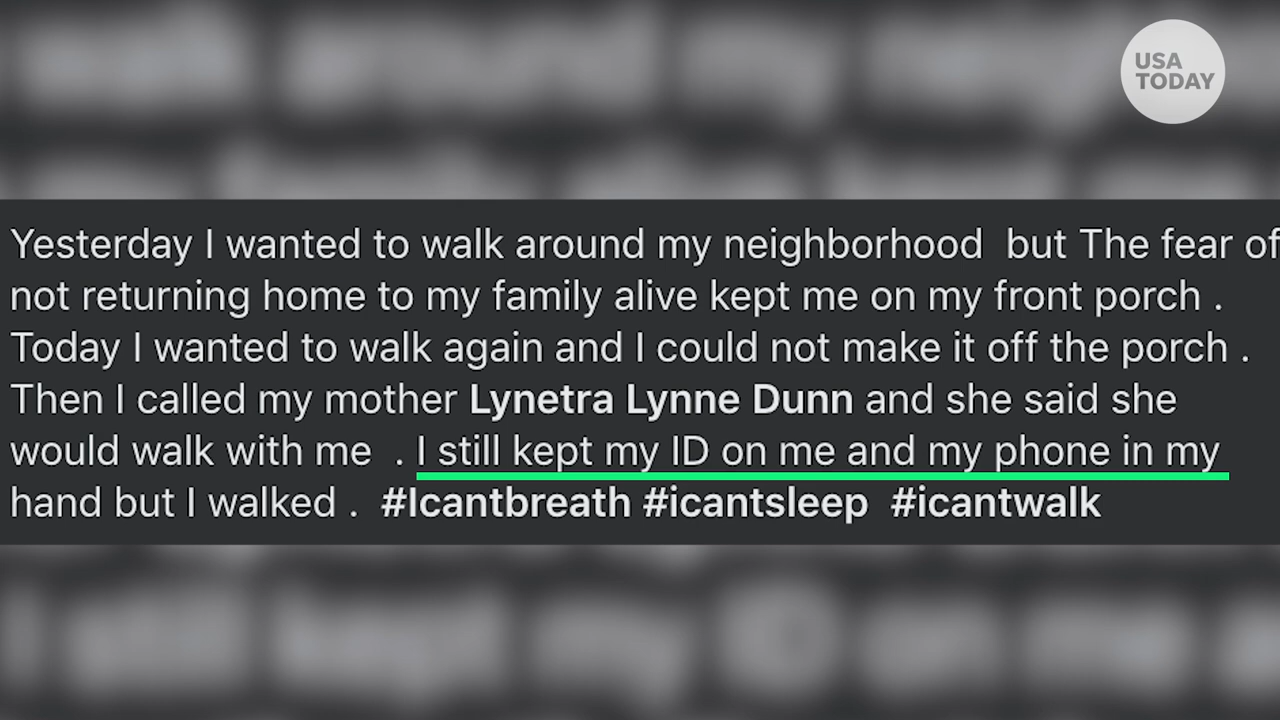 USA
TODAY
Yesterday I wanted to walk around my neighborhood  but The fear of
not returning home to my family alive kept me on my front porch .
Today I wanted to walk again and I could not make it off the porch .
Then I called my mother Lynetra Lynne Dunn and she said she
would walk with me  . I still kept my ID on me and my phone in my
hand but I walked .  #Icantbreath #icantsleep  #icantwalk